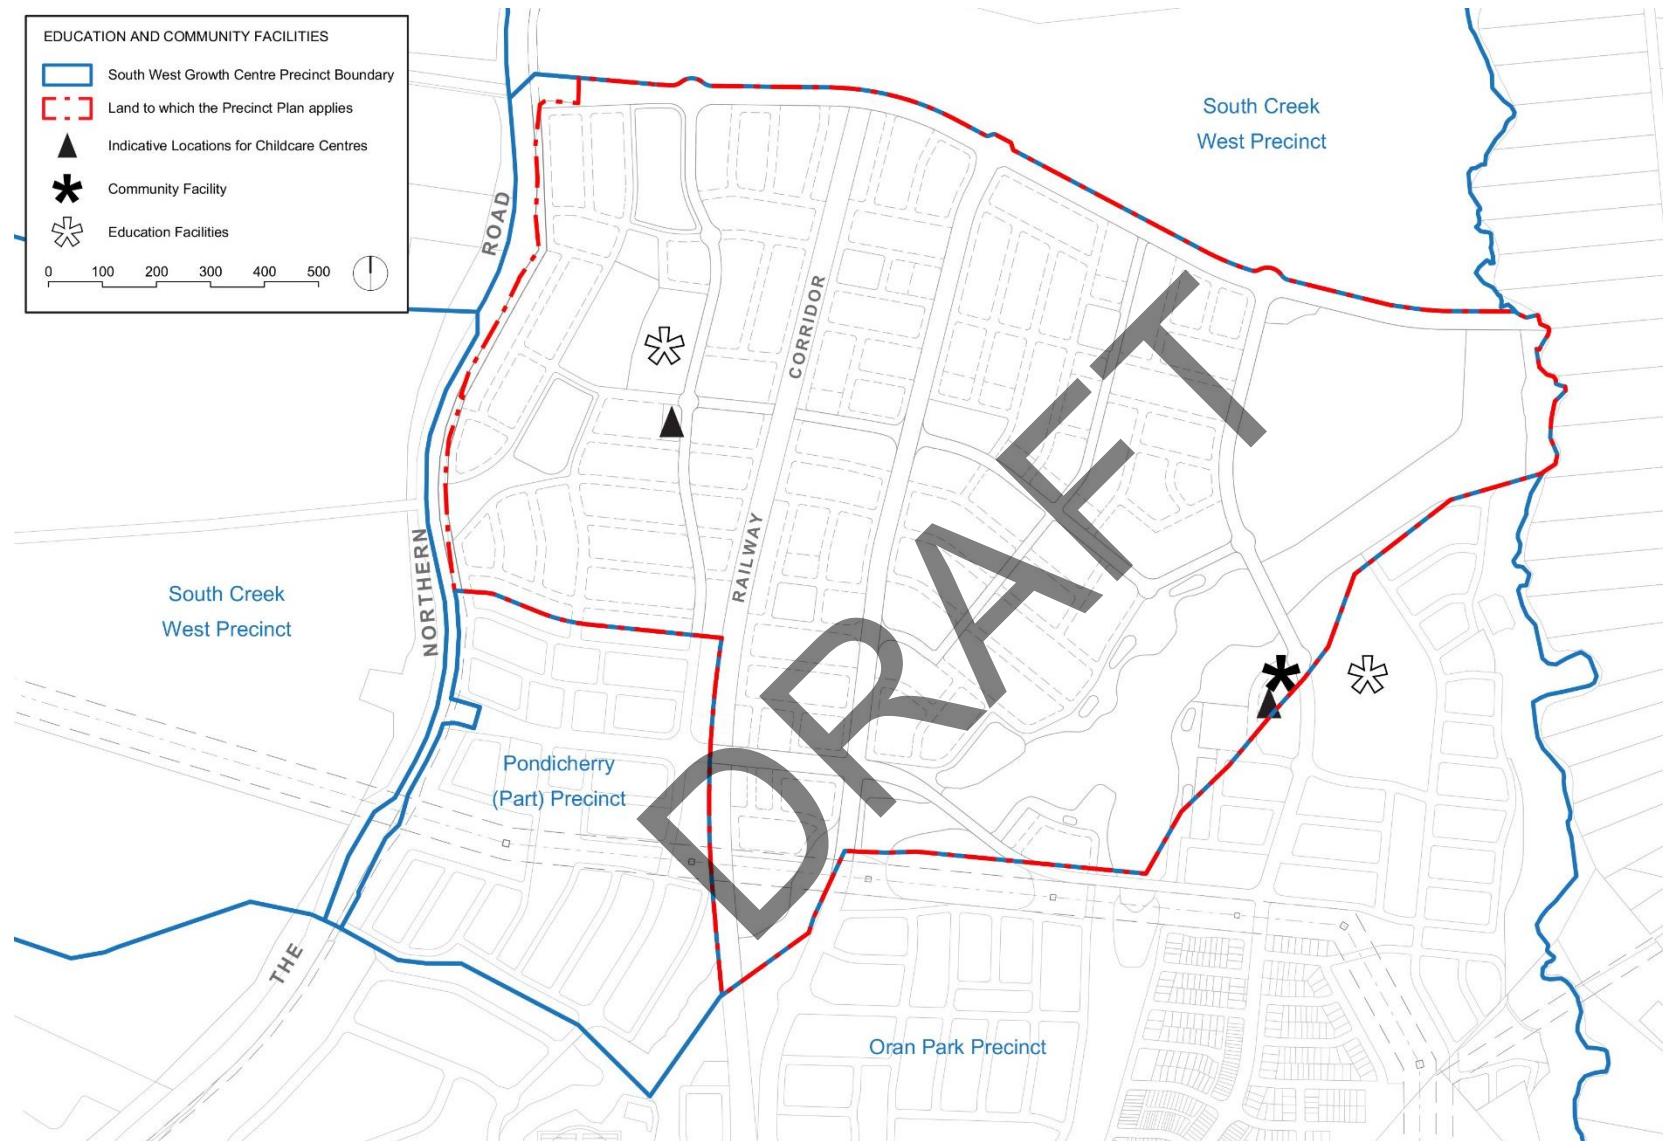 EDUCATION AND COMMUNITY FACILITIES
South West Growth Centre Precinct Boundary
Land to which the Precinct Plan applies
Indicative Locations for Childcare Centres
Community Facility
Education Facilities
0 100 200 300 400 500
South Creek
West Precinct
ROAD
CORRIDOR
RAILWAY
NORTHERN
South Creek
West Precinct
Pondicherry
(Part) Precinct
THE
Oran Park Precinct
DRAFT